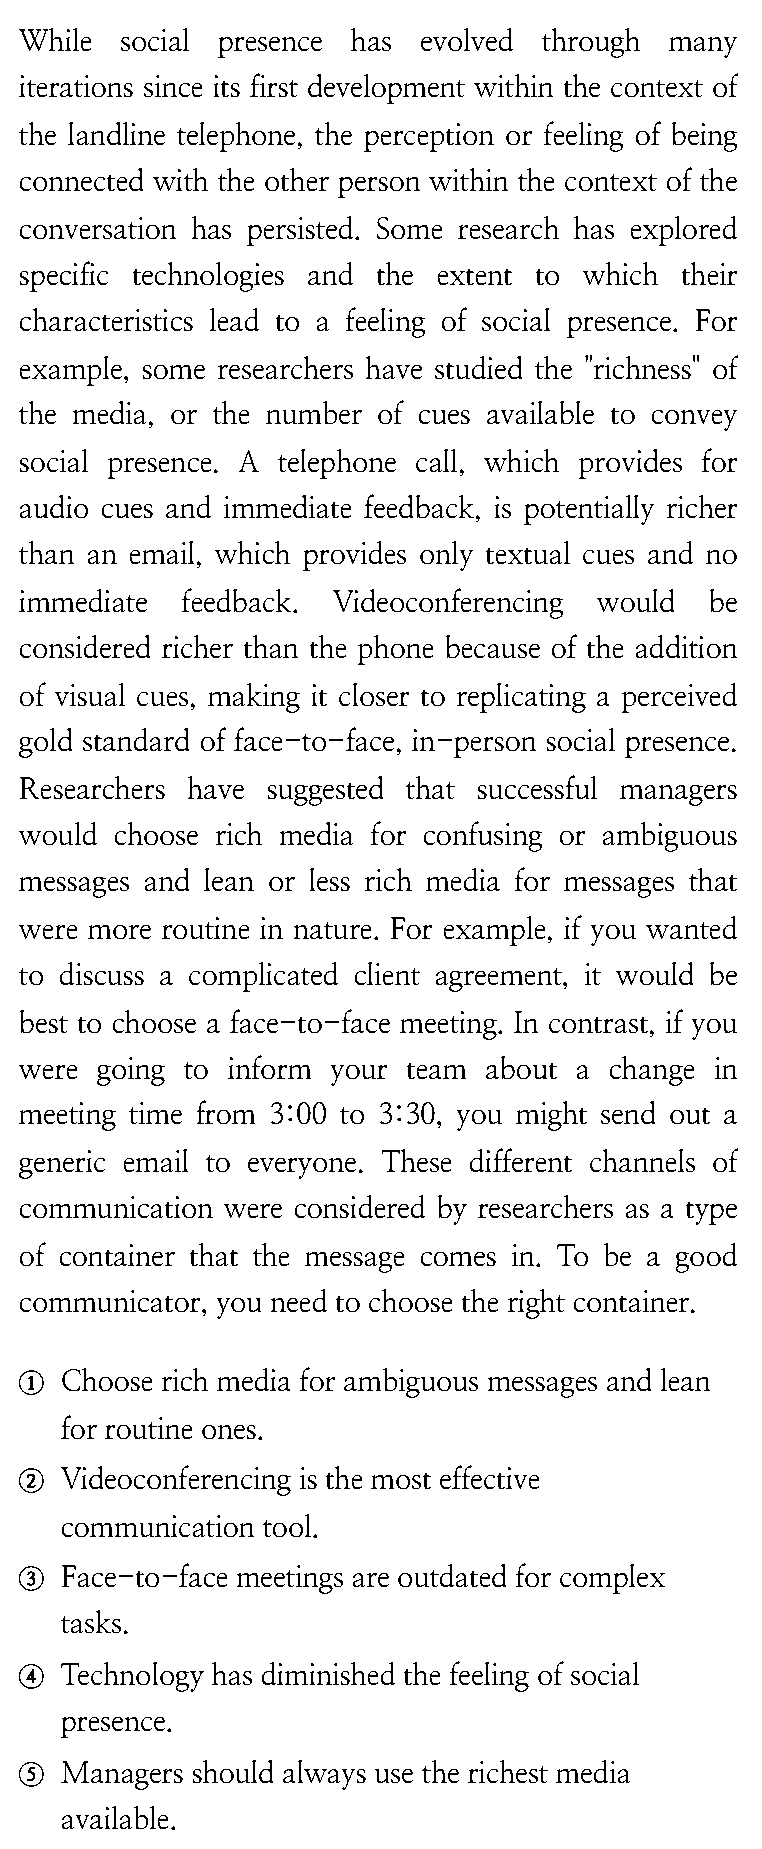 While social presence has evolved through many
iterations since its first development within the context of
the landline telephone, the perception or feeling of being
connected with the other person within the context of the
conversation has persisted. Some research has explored
specific technologies and the extent to which their
characteristics lead to a feeling of social presence. For
example, some researchers have studied the "richness" of
the media, or the number of cues available to convey
social presence. A telephone call, which provides for
audio cues and immediate feedback, is potentially richer
than an email, which provides only textual cues and no
immediate feedback. Videoconferencing would be
considered richer than the phone because of the addition
of visual cues, making it closer to replicating a perceived
gold standard of face-to-face, in-person social presence.
Researchers have suggested that successful managers
would choose rich media for confusing or ambiguous
messages and lean or less rich media for messages that
were more routine in nature. For example, if you wanted
to discuss a complicated client agreement, it would be
best to choose a face-to-face meeting. In contrast, if you
were going to inform your team about a change in
meeting time from 3:00 to 3:30, you might send out a
generic email to everyone. These different channels of
communication were considered by researchers as a type
of container that the message comes in. To be a good
communicator, you need to choose the right container.
① Choose rich media for ambiguous messages and lean
for routine ones.
② Videoconferencing is the most effective
communication tool.
③ Face-to-face meetings are outdated for complex
tasks.
④ Technology has diminished the feeling of social
presence.
⑤ Managers should always use the richest media
available.